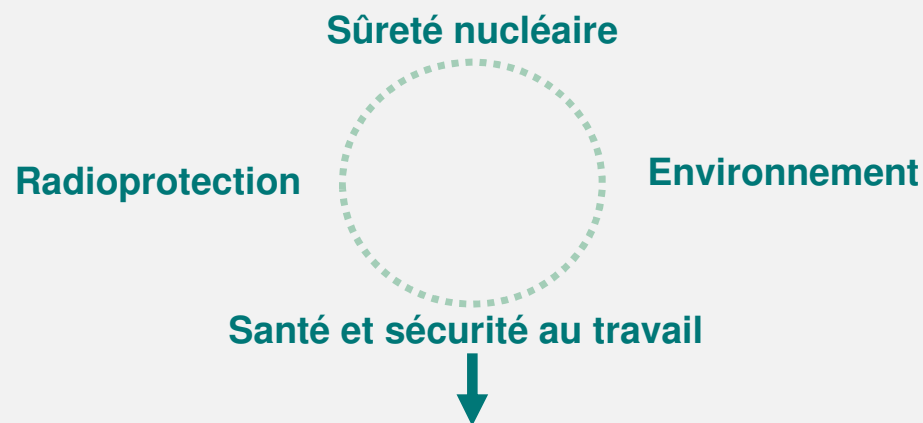 Sûreté nucléaire
Radioprotection
Environnement
Santé et sécurité au travail